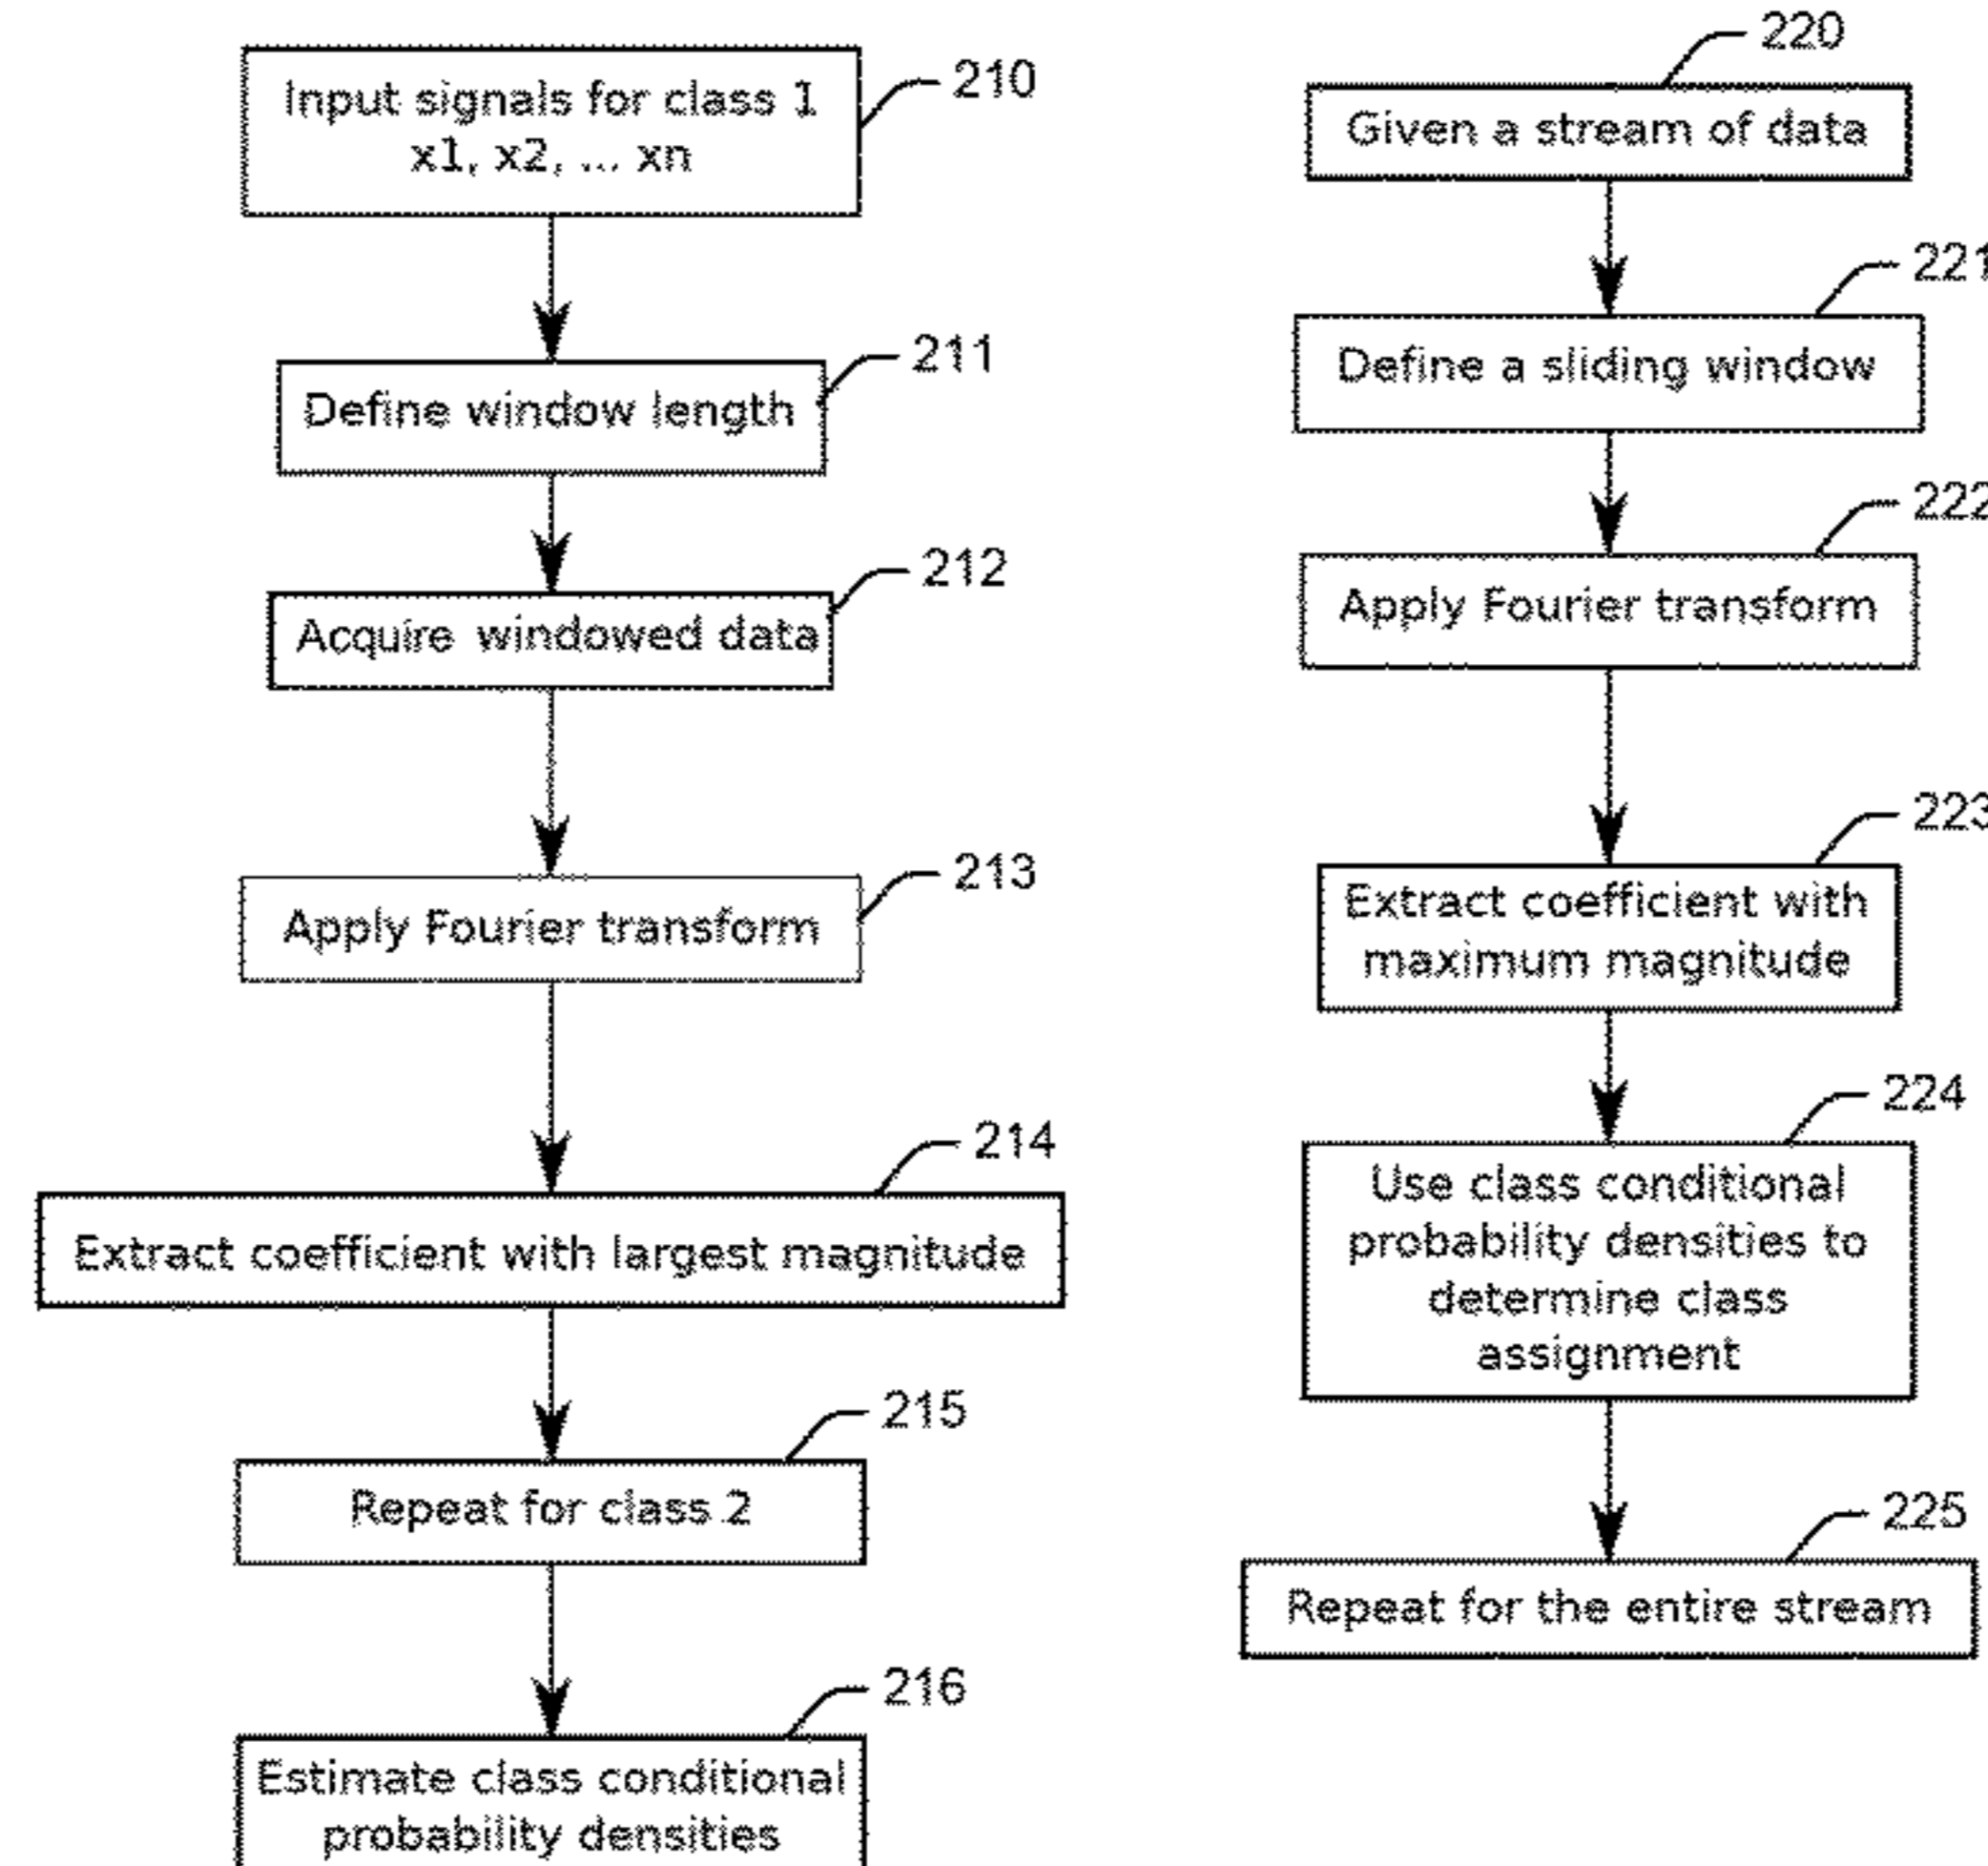 Input signals for class 1
x1, x2, ... xn
210
Define window length
211
Acquire windowed data
212
Apply Fourier transform
213
Extract coefficient with largest magnitude
214
Repeat for class 2
215
Estimate class conditional
probability densities
216
Given a stream of data
220
Define a sliding window
221
Apply Fourier transform
222
Extract coefficient with
maximum magnitude
223
Use class conditional
probability densities to
determine class
assignment
224
Repeat for the entire stream
225